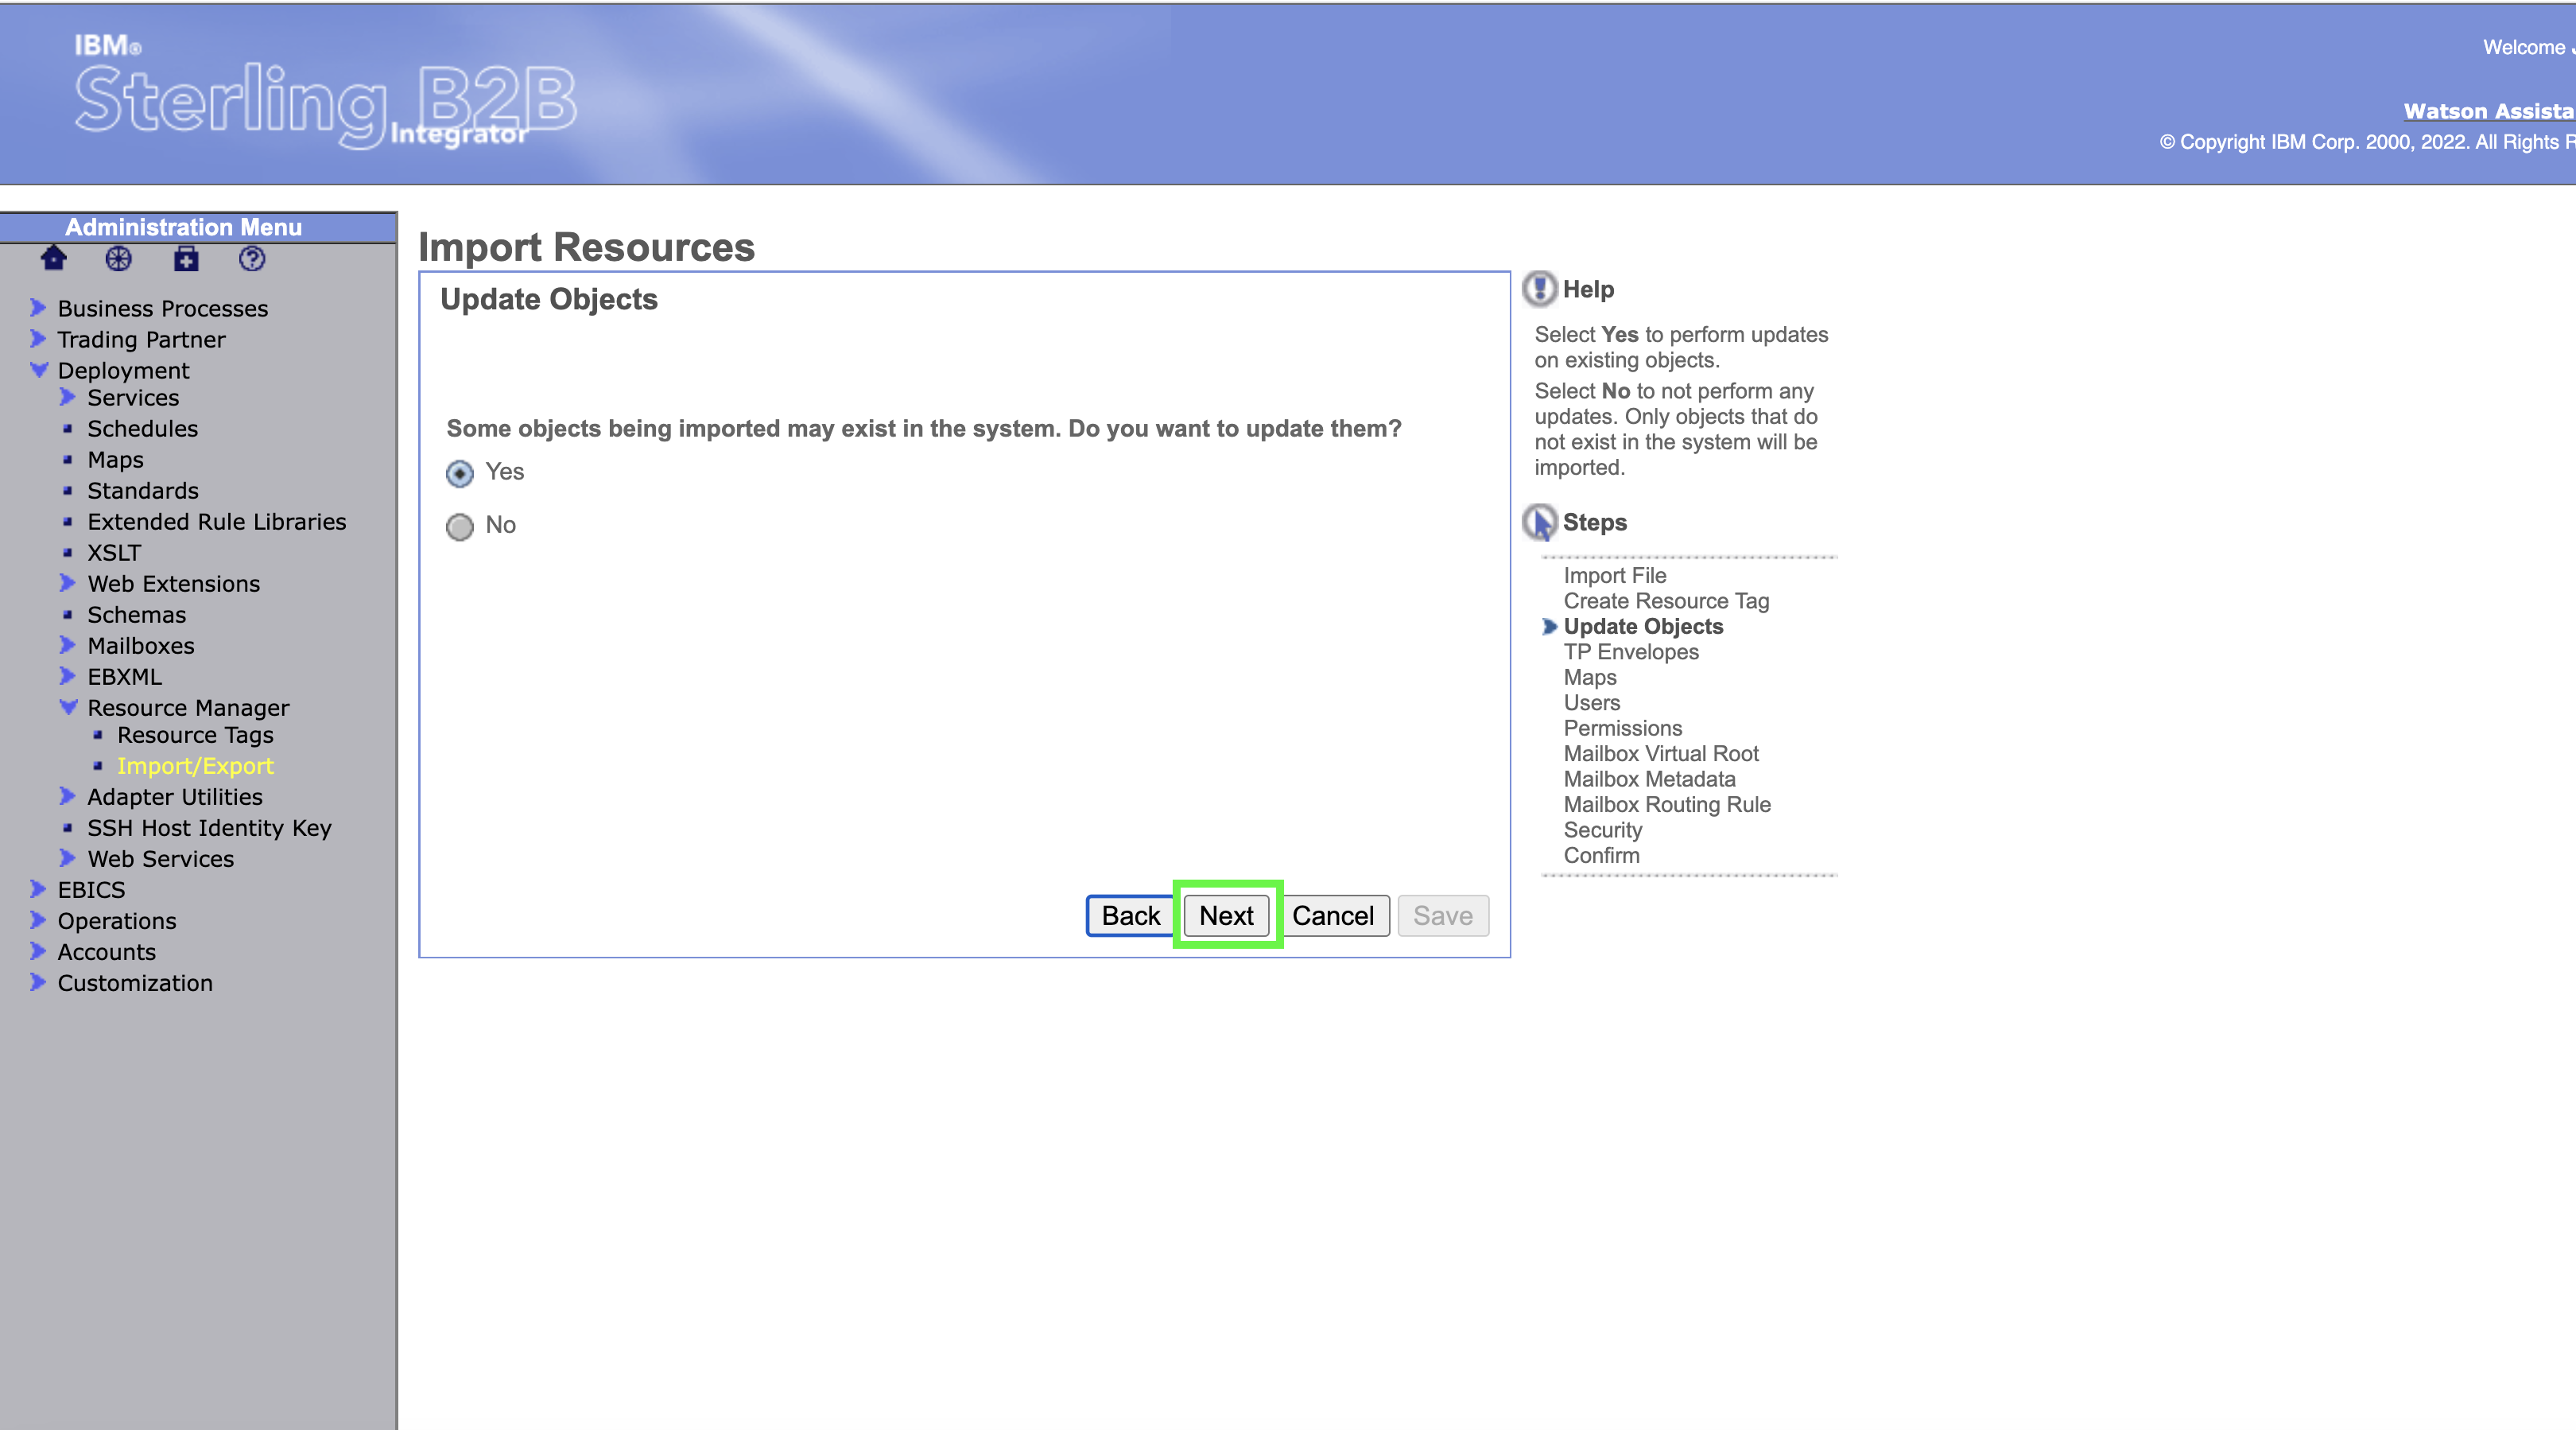 IBM®
Sterling B2B
Integrator
Welcome
Watson Assista
© Copyright IBM Corp. 2000, 2022. All Rights R
Administration Menu
Business Processes
Trading Partner
Deployment
Services
Schedules
Maps
Standards
Extended Rule Libraries
XSLT
Web Extensions
Schemas
Mailboxes
EBXML
Resource Manager
Resource Tags
Import/Export
Adapter Utilities
SSH Host Identity Key
Web Services
EBICS
Operations
Accounts
Customization
Import Resources
Update Objects
Some objects being imported may exist in the system. Do you want to update them?
Yes
No
Back Next Cancel Save
Help
Select Yes to perform updates
on existing objects.
Select No to not perform any
updates. Only objects that do
not exist in the system will be
imported.
Steps
Import File
Create Resource Tag
Update Objects
TP Envelopes
Maps
Users
Permissions
Mailbox Virtual Root
Mailbox Metadata
Mailbox Routing Rule
Security
Confirm